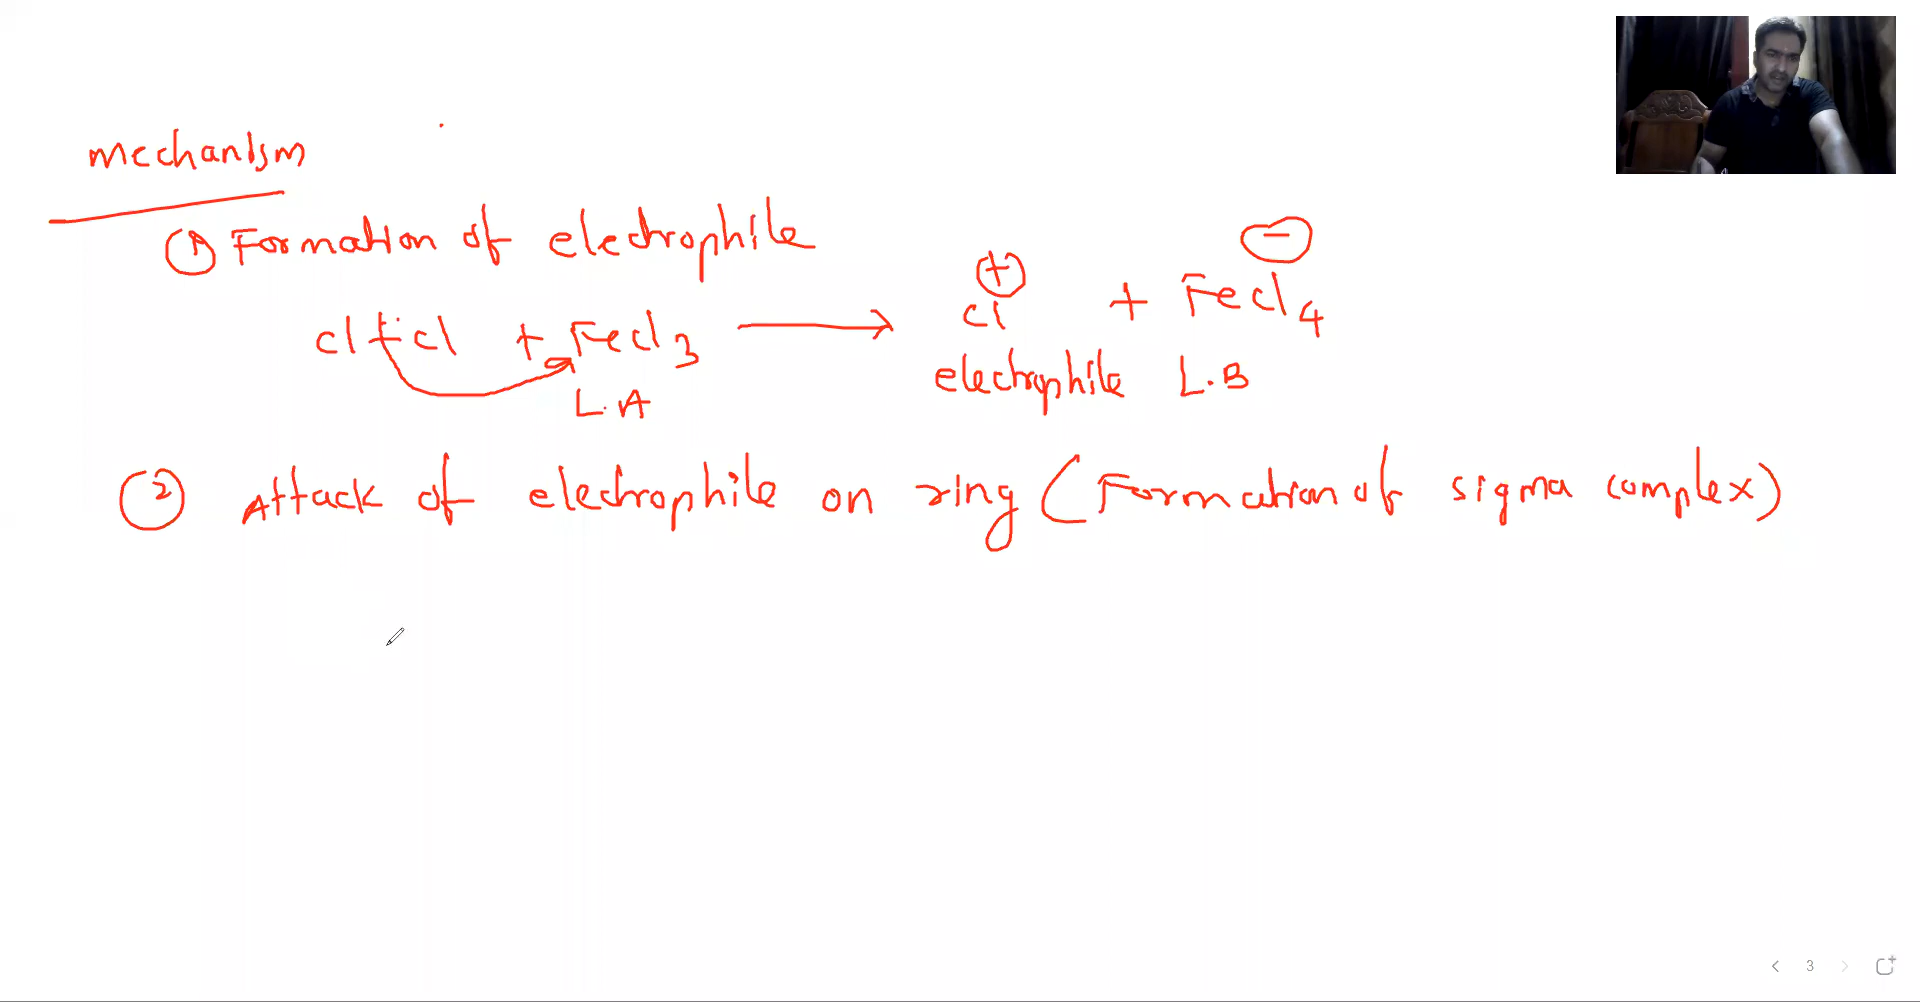 mechanism
① Formation of electrophile
cl–cl + Fecl3 → cl⊕ + Fecl4⊖
L.A electrophile L.B
② Attack of electrophile on ring (Formation of sigma complex)
3